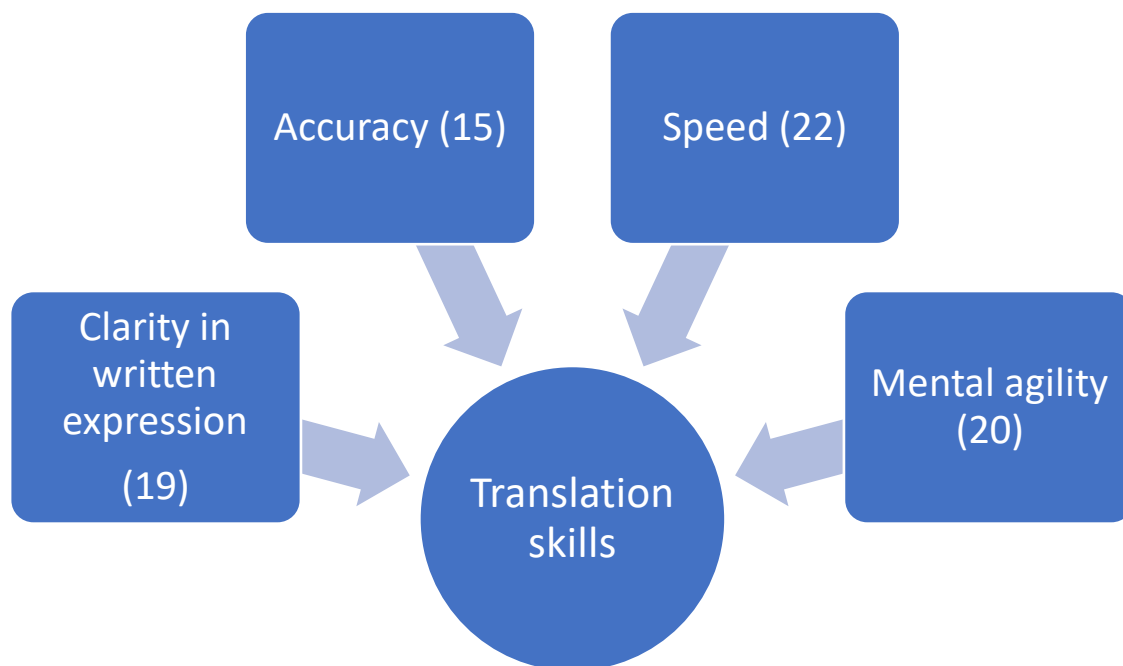 Accuracy (15)
Speed (22)
Clarity in
written
expression
(19)
Mental agility
(20)
Translation
skills